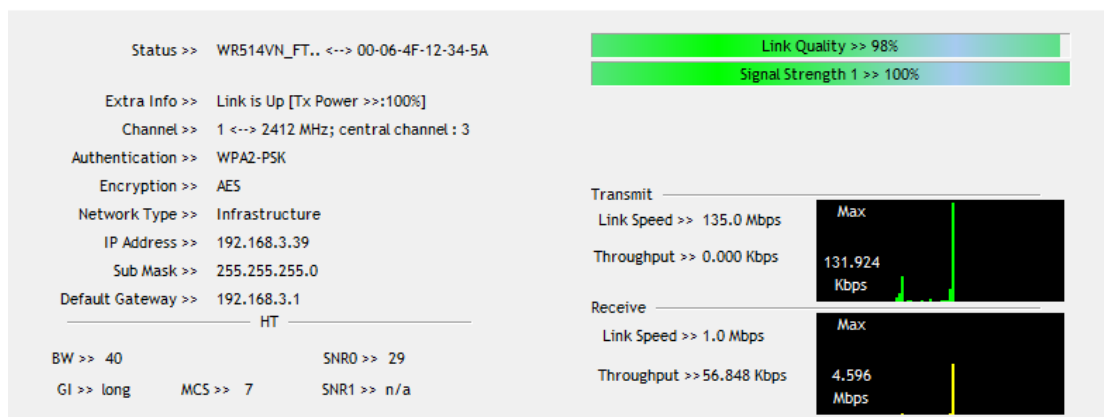 Status >> WR514VN_FT.. <--> 00-06-4F-12-34-5A
Extra Info >> Link is Up [Tx Power >>:100%]
Channel >> 1 <--> 2412 MHz; central channel : 3
Authentication >> WPA2-PSK
Encryption >> AES
Network Type >> Infrastructure
IP Address >> 192.168.3.39
Sub Mask >> 255.255.255.0
Default Gateway >> 192.168.3.1
HT
BW >> 40 SNR0 >> 29
GI >> long MCS >> 7 SNR1 >> n/a
Link Quality >> 98%
Signal Strength 1 >> 100%
Transmit
Link Speed >> 135.0 Mbps
Throughput >> 0.000 Kbps
Max
131.924
Kbps
Receive
Link Speed >> 1.0 Mbps
Throughput >> 56.848 Kbps
Max
4.596
Mbps